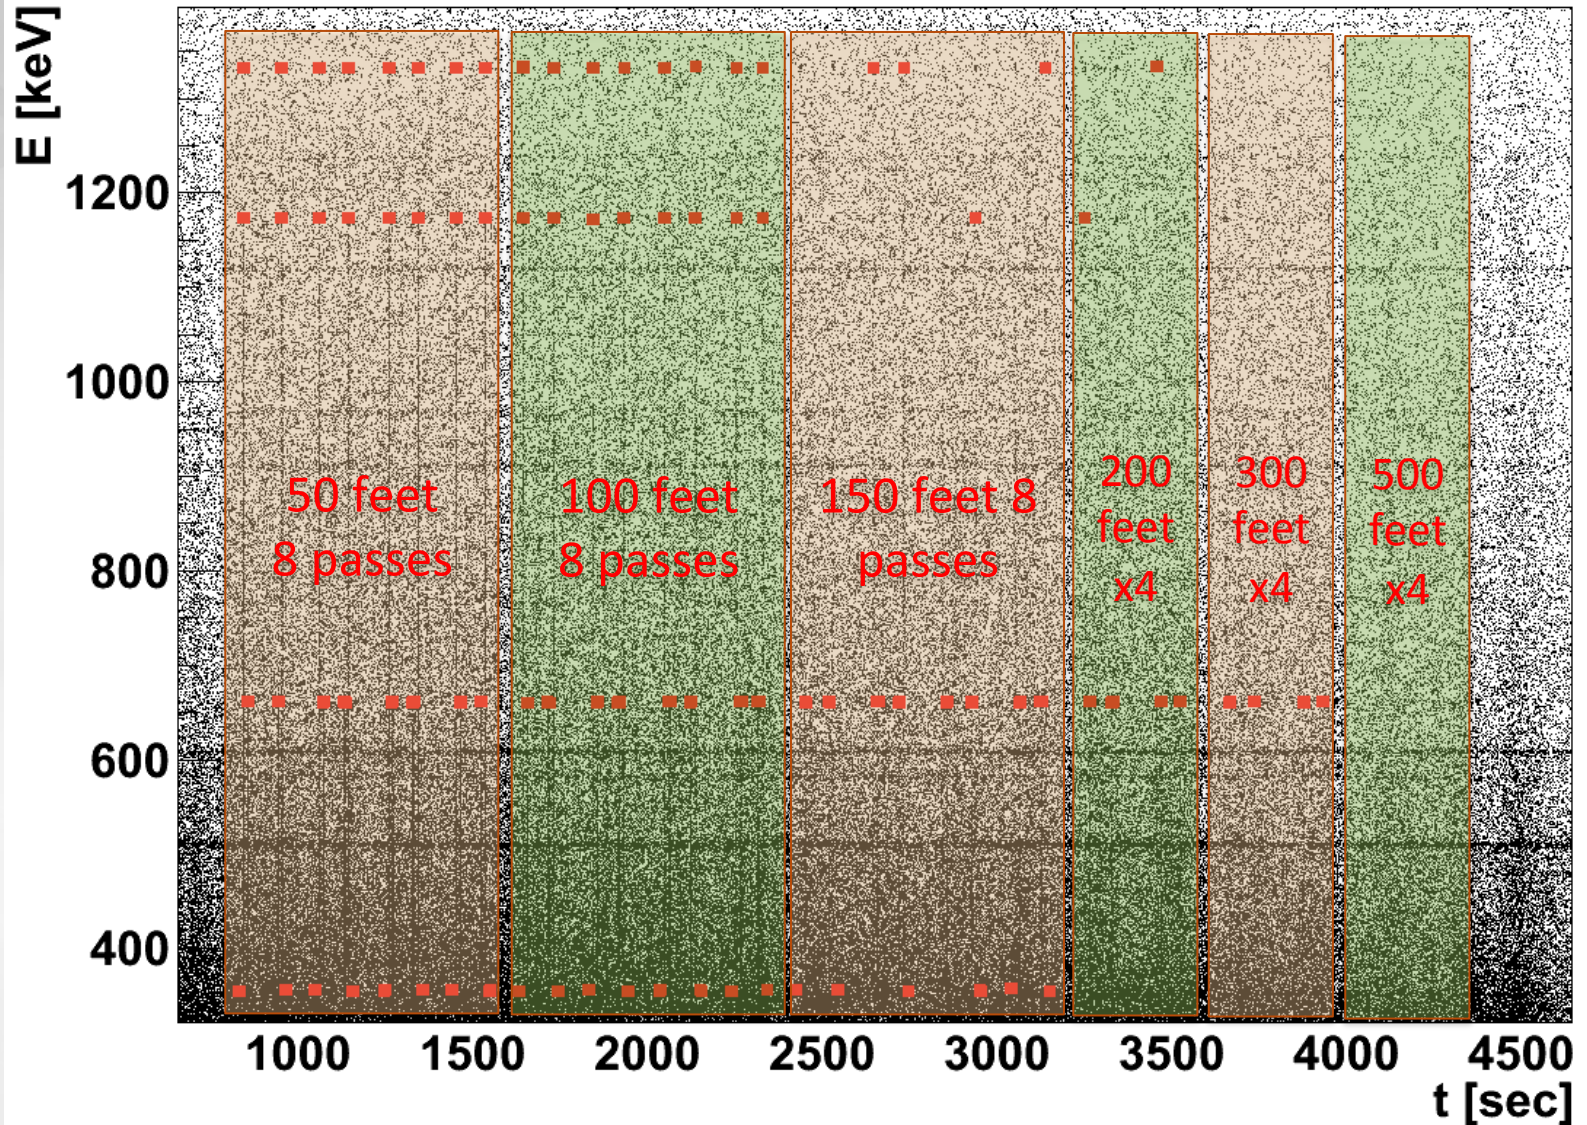 E [keV]
1200
1000
800
600
400
50 feet
8 passes
100 feet
8 passes
150 feet 8
passes
200
feet
x4
300
feet
x4
500
feet
x4
1000 1500 2000 2500 3000 3500 4000 4500
t [sec]